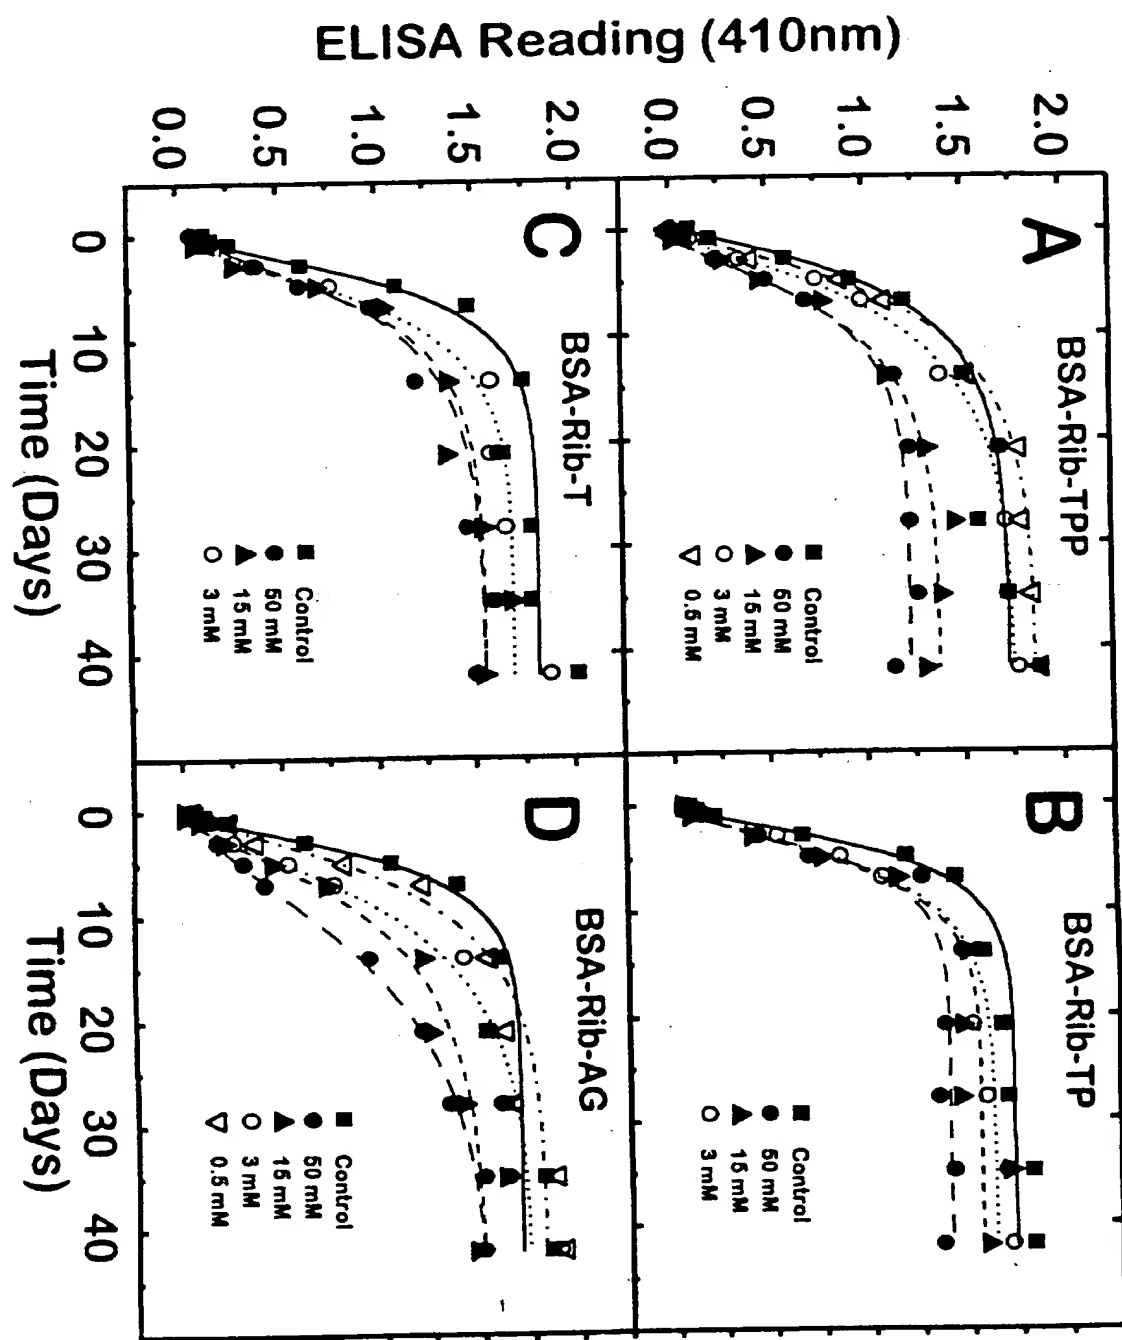 ELISA Reading (410nm)
2.0
1.5
1.0
0.5
0.0
A
BSA-Rib-TPP
Control
50 mM
15 mM
3 mM
0.5 mM
B
BSA-Rib-TP
Control
50 mM
15 mM
3 mM
2.0
1.5
1.0
0.5
0.0
C
BSA-Rib-T
Control
50 mM
15 mM
3 mM
D
BSA-Rib-AG
Control
50 mM
15 mM
3 mM
0.5 mM
0 10 20 30 40
0 10 20 30 40
Time (Days)
Time (Days)